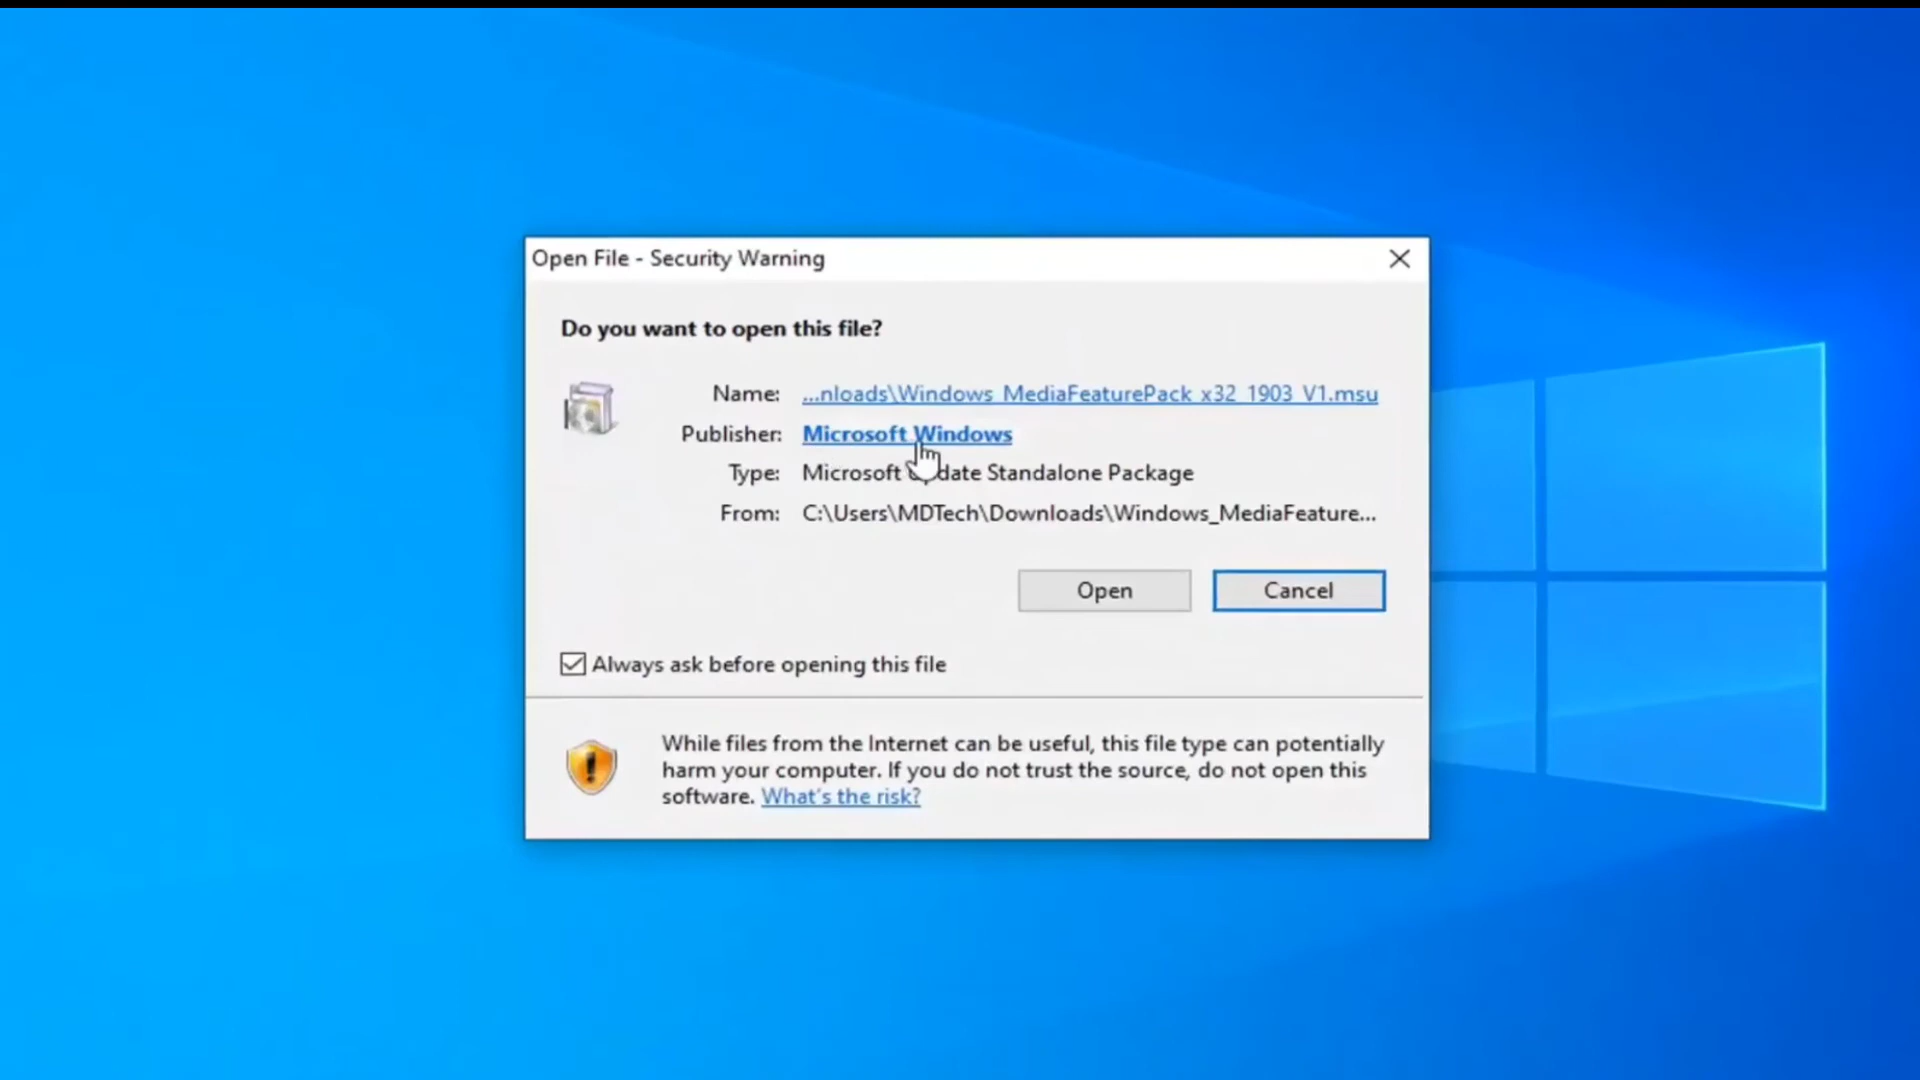 Open File - Security Warning
Do you want to open this file?
Name: ...nloads\Windows_MediaFeaturePack_x32_1903_V1.msu
Publisher: Microsoft Windows
Type: Microsoft date Standalone Package
From: C:\Users\MDTech\Downloads\Windows_MediaFeature...
Open Cancel
Always ask before opening this file
While files from the Internet can be useful, this file type can potentially
harm your computer. If you do not trust the source, do not open this
software. What's the risk?